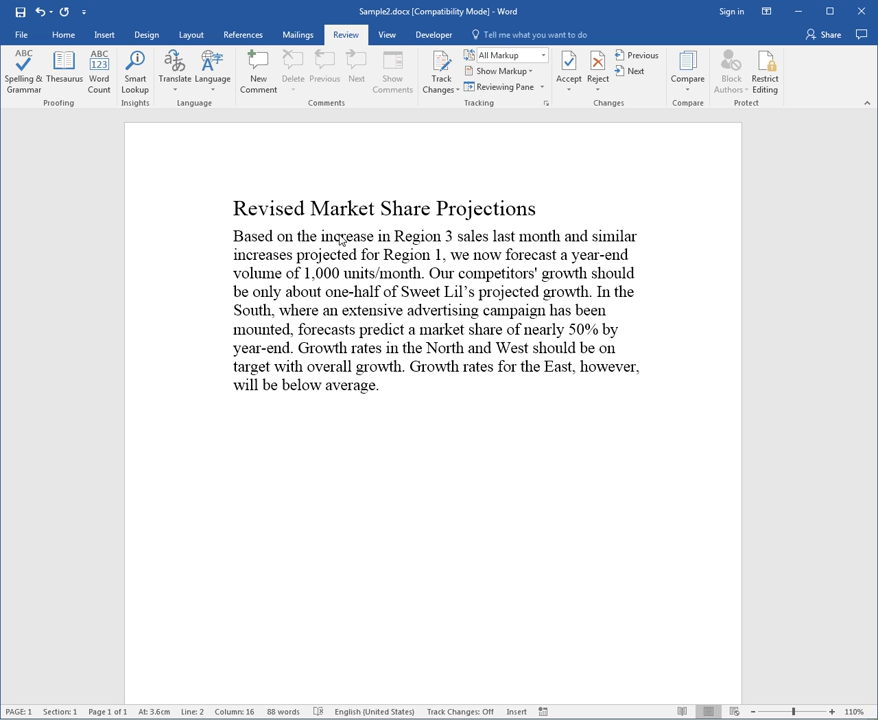 Sample2.docx [Compatibility Mode] - Word
Sign in
File Home Insert Design Layout References Mailings Review View Developer Tell me what you want to do Share
ABC Spelling & Grammar
Thesaurus
ABC 123 Word Count
Proofing
Smart Lookup
Insights
Translate
Language
Language
New Comment
Delete
Previous
Next
Show Comments
Comments
Track Changes
All Markup
Show Markup
Reviewing Pane
Tracking
Accept
Reject
Previous
Next
Changes
Compare
Compare
Block Authors
Restrict Editing
Protect
Revised Market Share Projections
Based on the increase in Region 3 sales last month and similar
increases projected for Region 1, we now forecast a year-end
volume of 1,000 units/month. Our competitors' growth should
be only about one-half of Sweet Lil’s projected growth. In the
South, where an extensive advertising campaign has been
mounted, forecasts predict a market share of nearly 50% by
year-end. Growth rates in the North and West should be on
target with overall growth. Growth rates for the East, however,
will be below average.
PAGE: 1 Section: 1 Page 1 of 1 At: 3.6cm Line: 2 Column: 16 88 words English (United States) Track Changes: Off Insert 110%